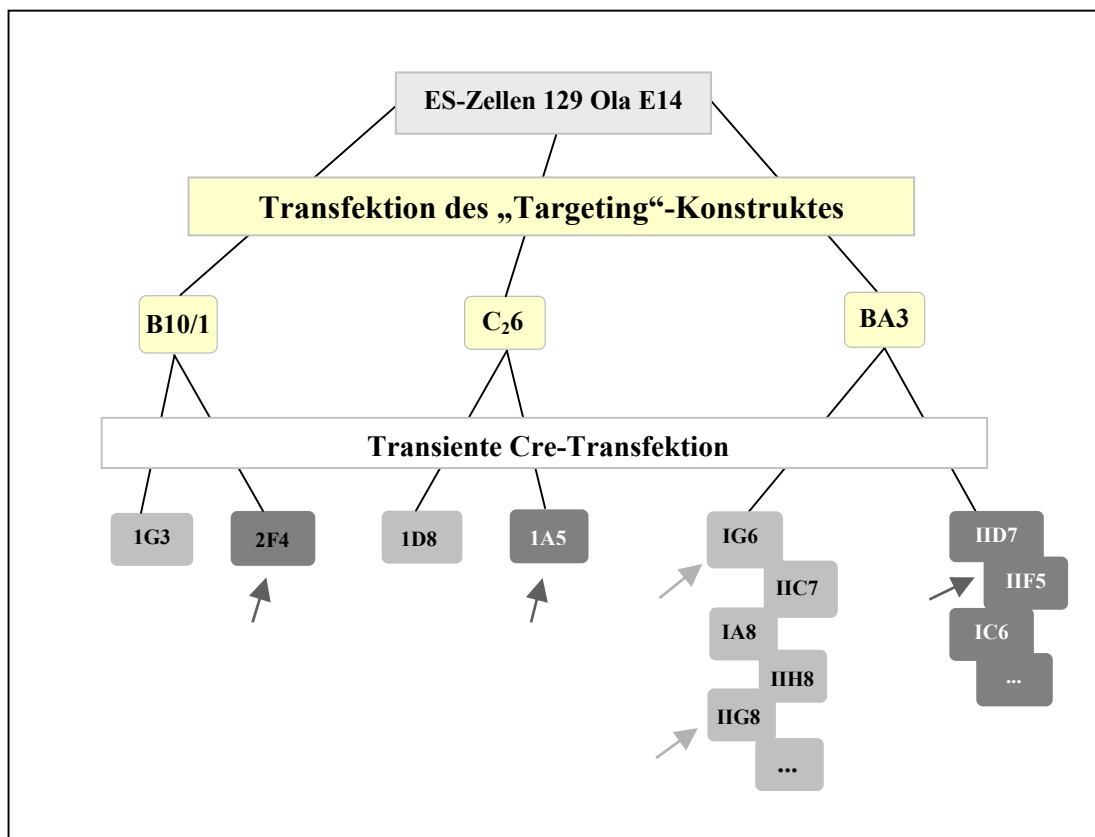 ES-Zellen 129 Ola E14
Transfektion des „Targeting“-Konstruktes
B10/1
C₂6
BA3
Transiente Cre-Transfektion
1G3
2F4
1D8
1A5
IG6
IIC7
IA8
IIH8
IIG8
...
IID7
IIF5
IC6
...